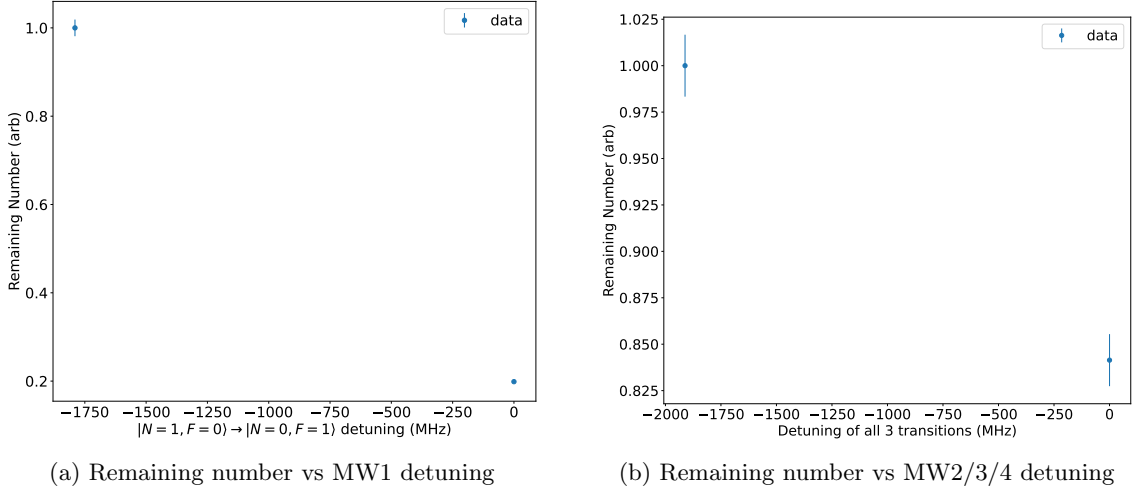 data
1.0
0.8
0.6
0.4
0.2
Remaining Number (arb)
−1750 −1500 −1250 −1000 −750 −500 −250 0
|N = 1, F = 0⟩ → |N = 0, F = 1⟩ detuning (MHz)
(a) Remaining number vs MW1 detuning
data
1.025
1.000
0.975
0.950
0.925
0.900
0.875
0.850
0.825
Remaining Number (arb)
−2000 −1750 −1500 −1250 −1000 −750 −500 −250 0
Detuning of all 3 transitions (MHz)
(b) Remaining number vs MW2/3/4 detuning